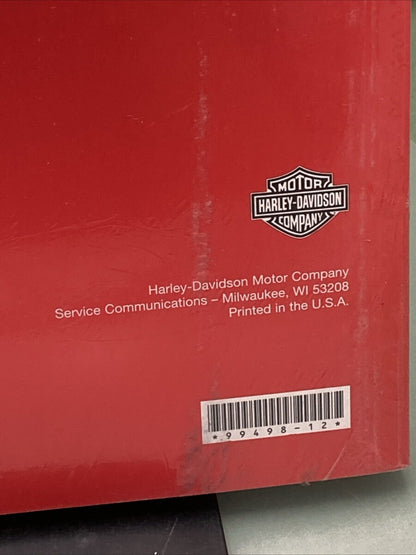 MOTOR
HARLEY-DAVIDSON
COMPANY
Harley-Davidson Motor Company
Service Communications – Milwaukee, WI 53208
Printed in the U.S.A.
*99498-12*